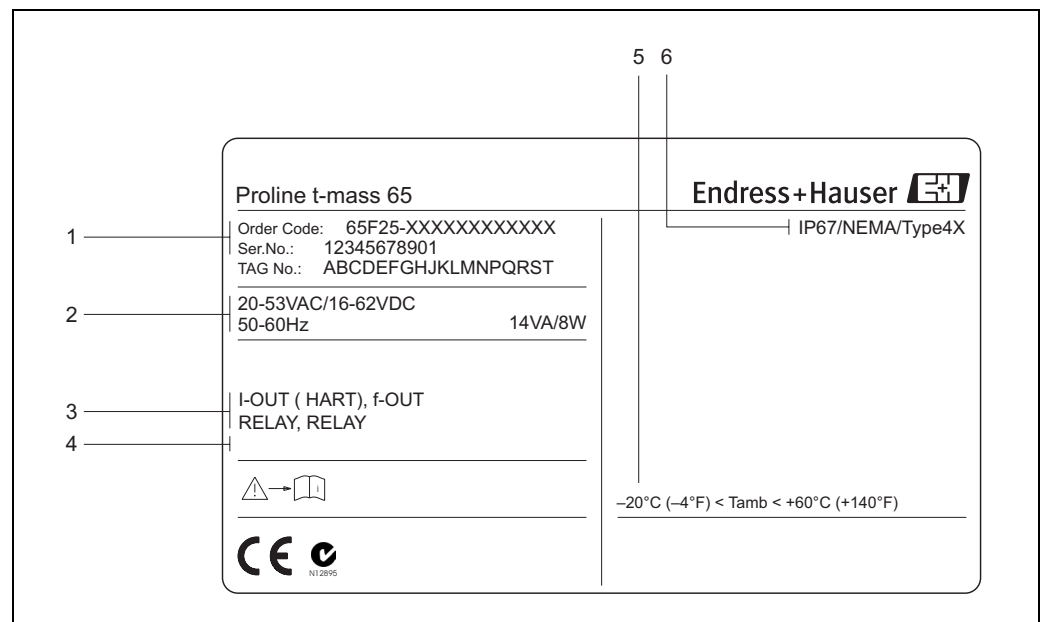 5 6
Proline t-mass 65
Endress+Hauser
1
Order Code: 65F25-XXXXXXXXXXXX
Ser.No.: 12345678901
TAG No.: ABCDEFGHJKLMNPQRST
IP67/NEMA/Type4X
2
20-53VAC/16-62VDC
50-60Hz 14VA/8W
3
I-OUT ( HART), f-OUT
RELAY, RELAY
4
i
–20°C (–4°F) < Tamb < +60°C (+140°F)
CE
N12895